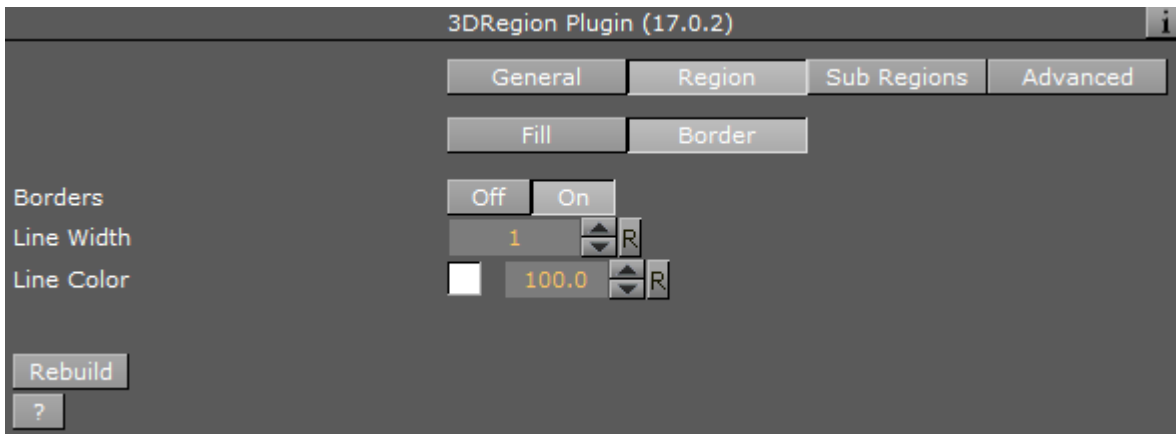 3DRegion Plugin (17.0.2) i
General Region Sub Regions Advanced
Fill Border
Borders Off On
Line Width 1 R
Line Color 100.0 R
Rebuild
?